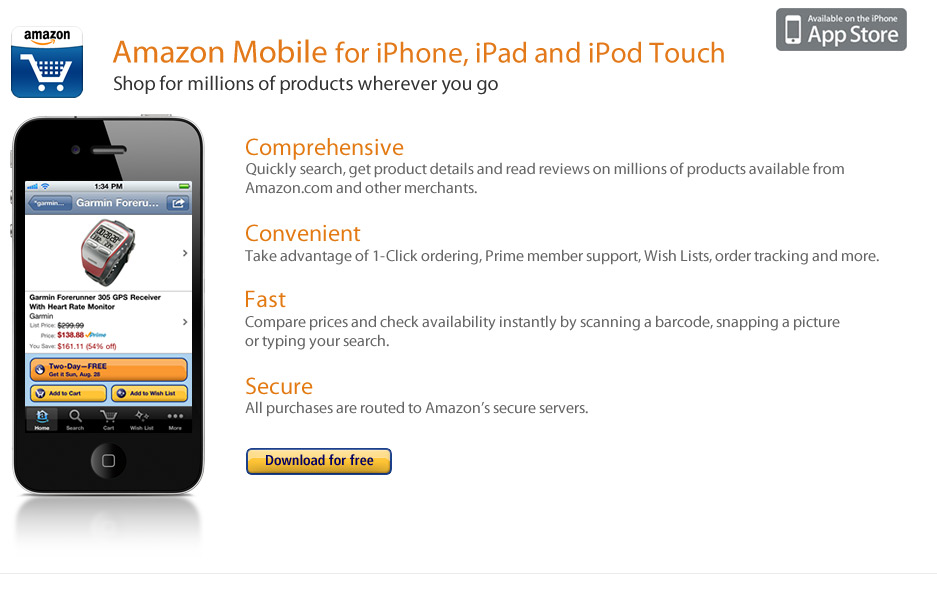 amazon
Amazon Mobile for iPhone, iPad and iPod Touch
Shop for millions of products wherever you go
Available on the iPhone
App Store
1:34 PM
"garmin...
Garmin Foreru...
Garmin Forerunner 305 GPS Receiver
With Heart Rate Monitor
Garmin
List Price: $299.99
Price: $138.88 Prime
You Save: $161.11 (54% off)
Two-Day—FREE
Get it Sun, Aug. 28
Add to Cart
Add to Wish List
Home
Search
Cart
Wish List
More
Comprehensive
Quickly search, get product details and read reviews on millions of products available from
Amazon.com and other merchants.
Convenient
Take advantage of 1-Click ordering, Prime member support, Wish Lists, order tracking and more.
Fast
Compare prices and check availability instantly by scanning a barcode, snapping a picture
or typing your search.
Secure
All purchases are routed to Amazon's secure servers.
Download for free